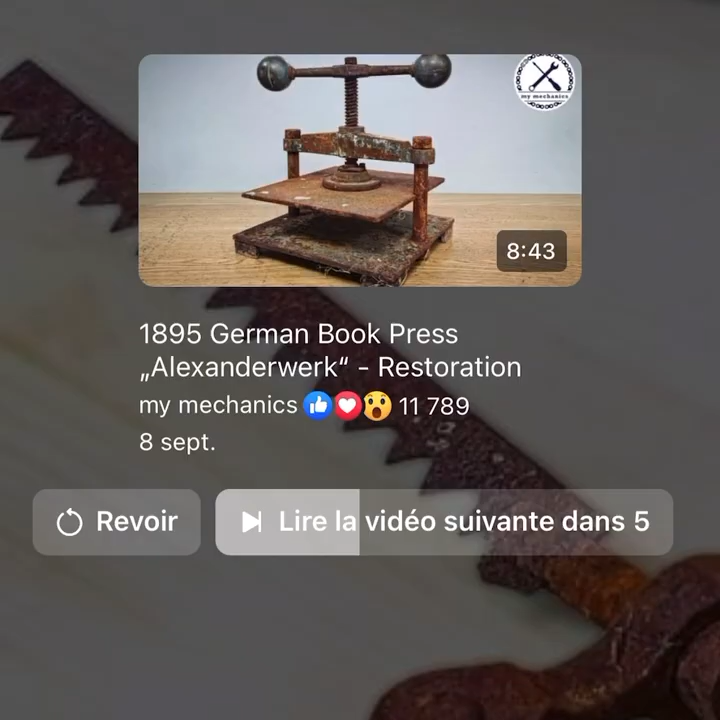 my mechanics
8:43
1895 German Book Press
„Alexanderwerk“ - Restoration
my mechanics 11 789
8 sept.
Revoir
Lire la vidéo suivante dans 5